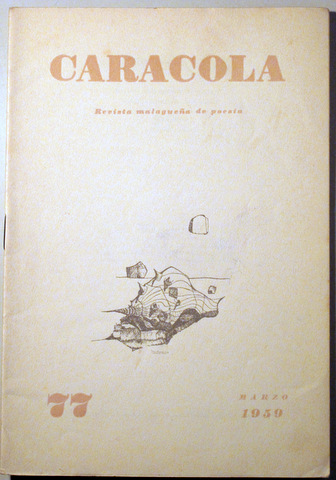 CARACOLA
Revista malagueña de poesía
77
MARZO
1959